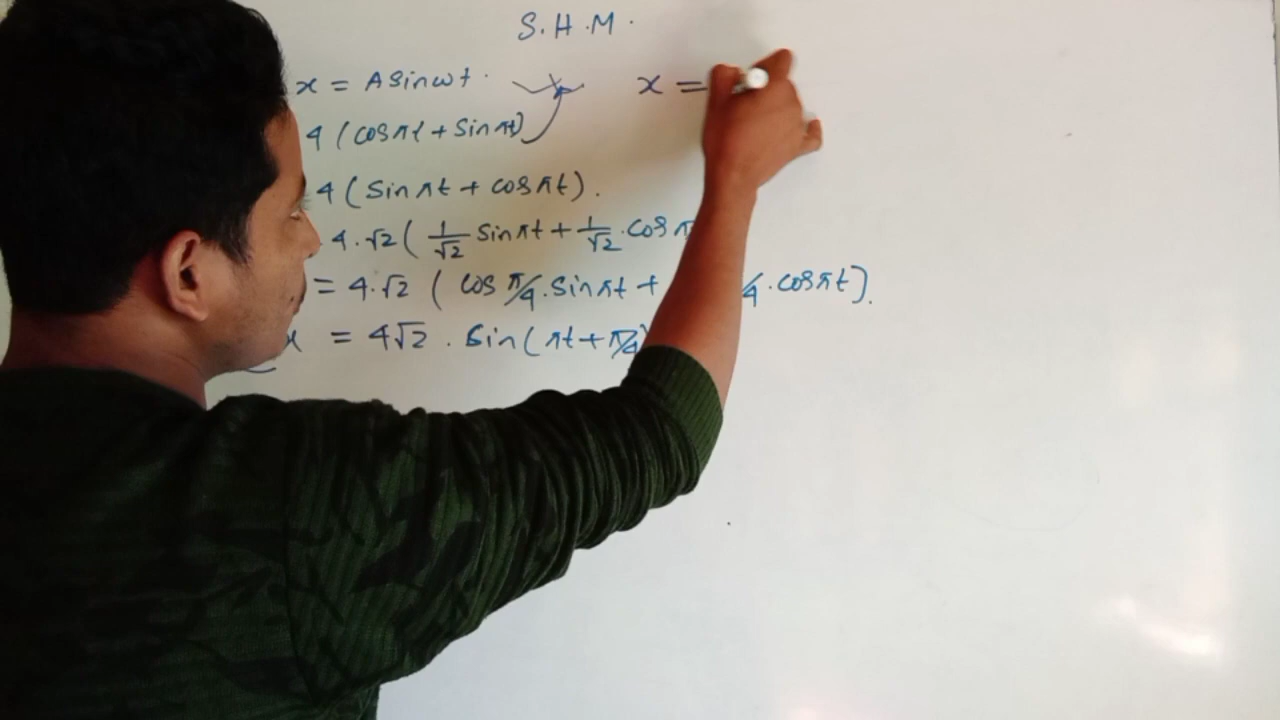 S.H.M.
x = A sin ωt. x =
4 (cos πt + sin πt)
4 (sin πt + cos πt).
4.√2 ( 1/√2 sin πt + 1/√2 . cos π
= 4.√2 ( cos π/4 . sin πt + /4 . cos πt).
x = 4√2 . sin(πt + π/4)